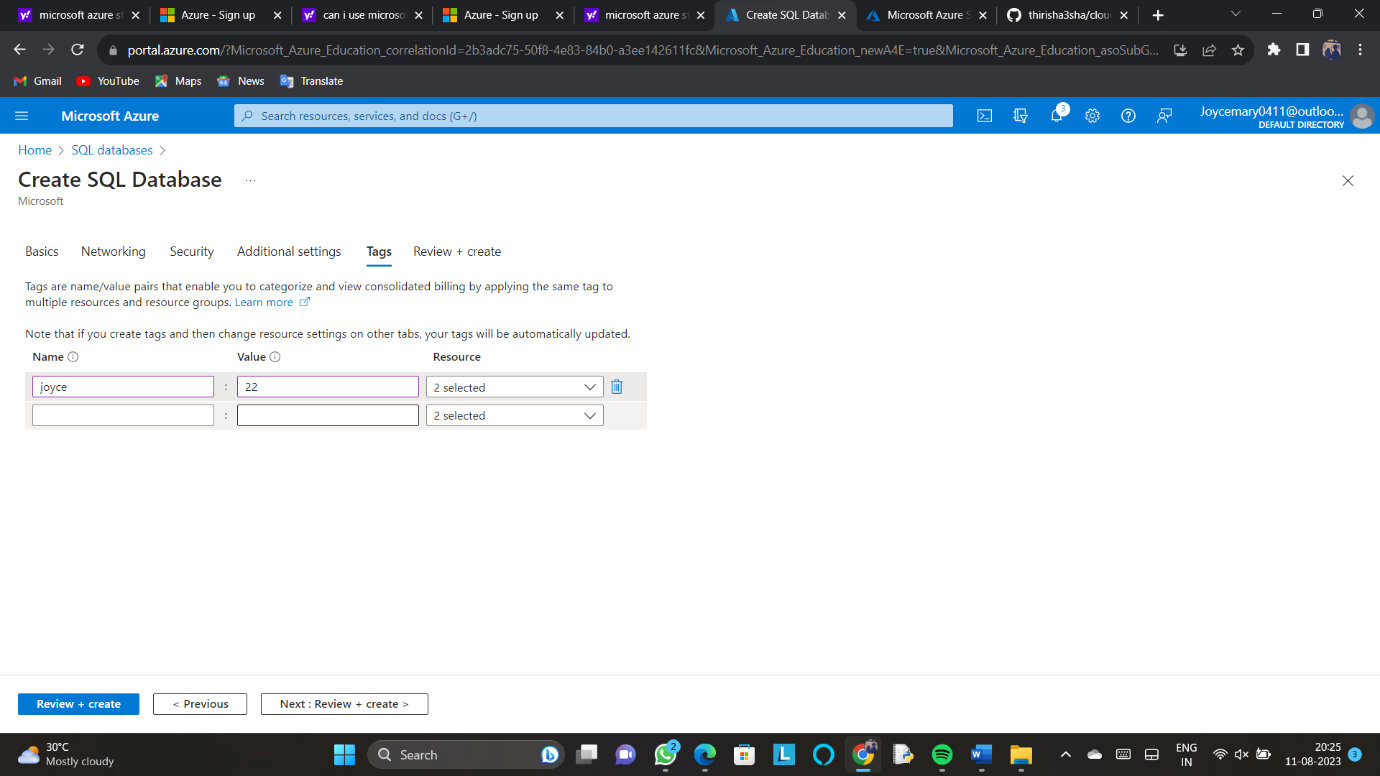 microsoft azure s
Azure - Sign up
can i use microso
Azure - Sign up
microsoft azure s
Create SQL Datab
Microsoft Azure S
thirisha3sha/clou
portal.azure.com/?Microsoft_Azure_Education_correlationId=2b3adc75-50f8-4e83-84b0-a3ee142611fc&Microsoft_Azure_Education_newA4E=true&Microsoft_Azure_Education_asoSubG...
Gmail YouTube Maps News Translate
Microsoft Azure
Search resources, services, and docs (G+/)
3
Joycemary0411@outloo...
DEFAULT DIRECTORY
Home > SQL databases >
Create SQL Database ...
Microsoft
Basics Networking Security Additional settings Tags Review + create
Tags are name/value pairs that enable you to categorize and view consolidated billing by applying the same tag to
multiple resources and resource groups. Learn more
Note that if you create tags and then change resource settings on other tabs, your tags will be automatically updated.
Name Value Resource
joyce : 22 2 selected
: 2 selected
Review + create < Previous Next : Review + create >
30°C
Mostly cloudy
Search
2
ENG
IN
20:25
11-08-2023
3